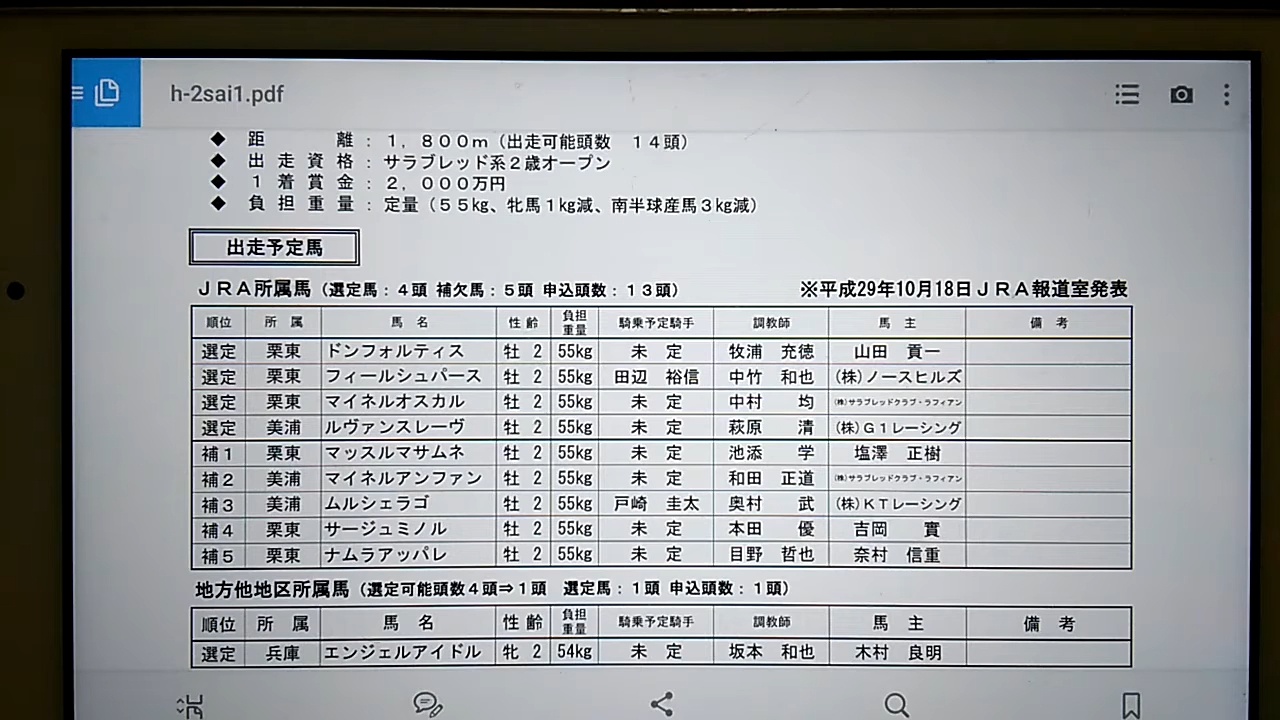 h-2sai1.pdf
◆ 距離：１，８００ｍ（出走可能頭数　１４頭）
◆ 出走資格：サラブレッド系２歳オープン
◆ １着賞金：２，０００万円
◆ 負担重量：定量（５５㎏、牝馬１㎏減、南半球産馬３㎏減）
出走予定馬
ＪＲＡ所属馬（選定馬：４頭 補欠馬：５頭 申込頭数：１３頭）　※平成29年10月18日ＪＲＡ報道室発表
順位 所属 馬名 性齢 負担重量 騎乗予定騎手 調教師 馬主 備考
選定 栗東 ドンフォルティス 牡 2 55kg 未定 牧浦 充徳 山田 貢一
選定 栗東 フィールシュパース 牡 2 55kg 田辺 裕信 中竹 和也 (株)ノースヒルズ
選定 栗東 マイネルオスカル 牡 2 55kg 未定 中村 均 (株)サラブレッドクラブ・ラフィアン
選定 美浦 ルヴァンスレーヴ 牡 2 55kg 未定 萩原 清 (株)Ｇ１レーシング
補１ 栗東 マッスルマサムネ 牡 2 55kg 未定 池添 学 塩澤 正樹
補２ 美浦 マイネルアンファン 牡 2 55kg 未定 和田 正道 (株)サラブレッドクラブ・ラフィアン
補３ 美浦 ムルシェラゴ 牡 2 55kg 戸崎 圭太 奥村 武 (株)ＫＴレーシング
補４ 栗東 サージュミノル 牡 2 55kg 未定 本田 優 吉岡 實
補５ 栗東 ナムラアッパレ 牡 2 55kg 未定 目野 哲也 奈村 信重
地方他地区所属馬（選定可能頭数４頭⇒１頭　選定馬：１頭 申込頭数：１頭）
順位 所属 馬名 性齢 負担重量 騎乗予定騎手 調教師 馬主 備考
選定 兵庫 エンジェルアイドル 牝 2 54kg 未定 坂本 和也 木村 良明